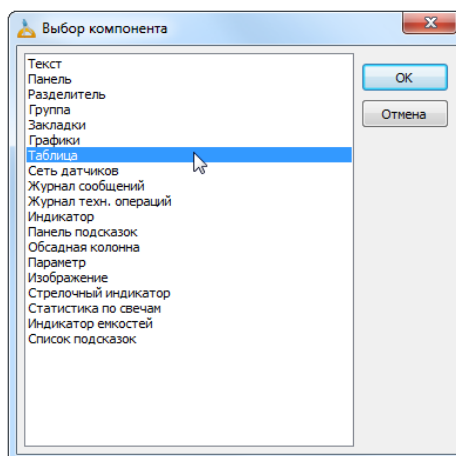 Выбор компонента
Текст
Панель
Разделитель
Группа
Закладки
Графики
Таблица
Сеть датчиков
Журнал сообщений
Журнал техн. операций
Индикатор
Панель подсказок
Обсадная колонна
Параметр
Изображение
Стрелочный индикатор
Статистика по свечам
Индикатор емкостей
Список подсказок
OK
Отмена